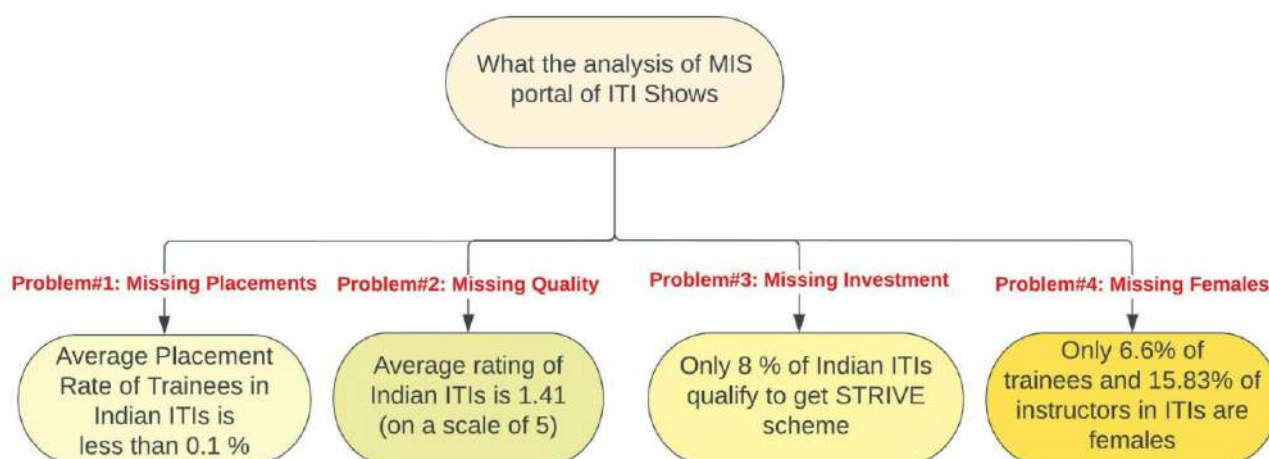 What the analysis of MIS
portal of ITI Shows
Problem#1: Missing Placements
Average Placement
Rate of Trainees in
Indian ITIs is
less than 0.1 %
Problem#2: Missing Quality
Average rating of
Indian ITIs is 1.41
(on a scale of 5)
Problem#3: Missing Investment
Only 8 % of Indian ITIs
qualify to get STRIVE
scheme
Problem#4: Missing Females
Only 6.6% of
trainees and 15.83% of
instructors in ITIs are
females